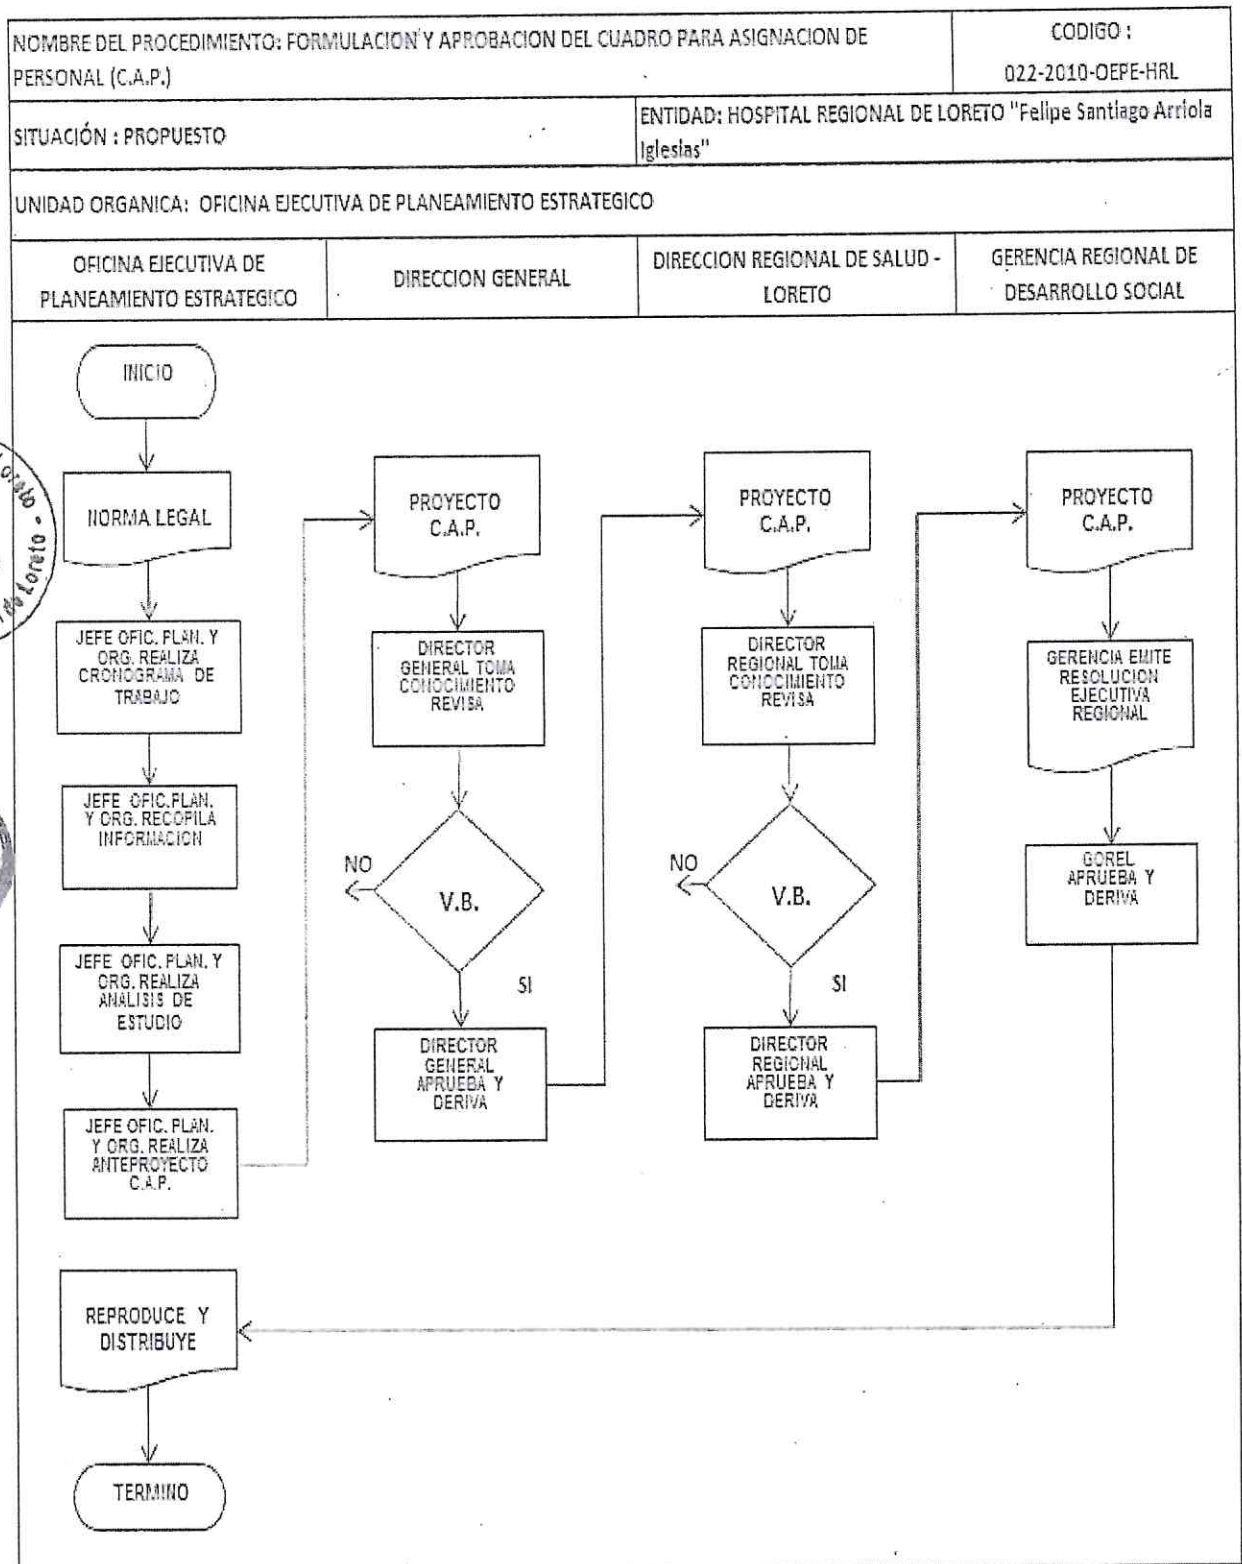 NOMBRE DEL PROCEDIMIENTO: FORMULACION Y APROBACION DEL CUADRO PARA ASIGNACION DE
PERSONAL (C.A.P.)
CODIGO :
022-2010-OEPE-HRL
SITUACIÓN : PROPUESTO
ENTIDAD: HOSPITAL REGIONAL DE LORETO "Felipe Santiago Arriola
Iglesias"
UNIDAD ORGANICA: OFICINA EJECUTIVA DE PLANEAMIENTO ESTRATEGICO
OFICINA EJECUTIVA DE
PLANEAMIENTO ESTRATEGICO
DIRECCION GENERAL
DIRECCION REGIONAL DE SALUD -
LORETO
GERENCIA REGIONAL DE
DESARROLLO SOCIAL
INICIO
NORMA LEGAL
JEFE OFIC. PLAN. Y
ORG. REALIZA
CRONOGRAMA DE
TRABAJO
JEFE OFIC. PLAN.
Y ORG. RECOPILA
INFORMACION
JEFE OFIC. PLAN. Y
ORG. REALIZA
ANALISIS DE
ESTUDIO
JEFE OFIC. PLAN.
Y ORG. REALIZA
ANTEPROYECTO
C.A.P.
REPRODUCE Y
DISTRIBUYE
TERMINO
PROYECTO
C.A.P.
DIRECTOR
GENERAL TOMA
CONOCIMIENTO
REVISA
NO
V.B.
SI
DIRECTOR
GENERAL
APRUEBA Y
DERIVA
PROYECTO
C.A.P.
DIRECTOR
REGIONAL TOMA
CONOCIMIENTO
REVISA
NO
V.B.
SI
DIRECTOR
REGIONAL
APRUEBA Y
DERIVA
PROYECTO
C.A.P.
GERENCIA EMITE
RESOLUCION
EJECUTIVA
REGIONAL
GOREL
APRUEBA Y
DERIVA
Loreto -
de Loreto